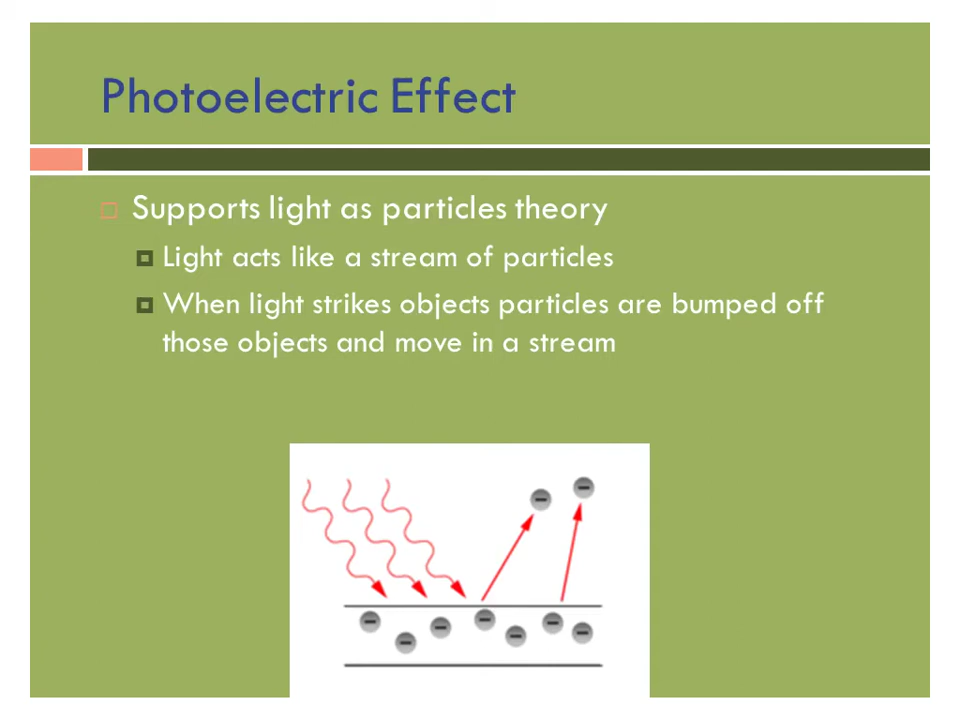 Photoelectric Effect
Supports light as particles theory
Light acts like a stream of particles
When light strikes objects particles are bumped off
those objects and move in a stream